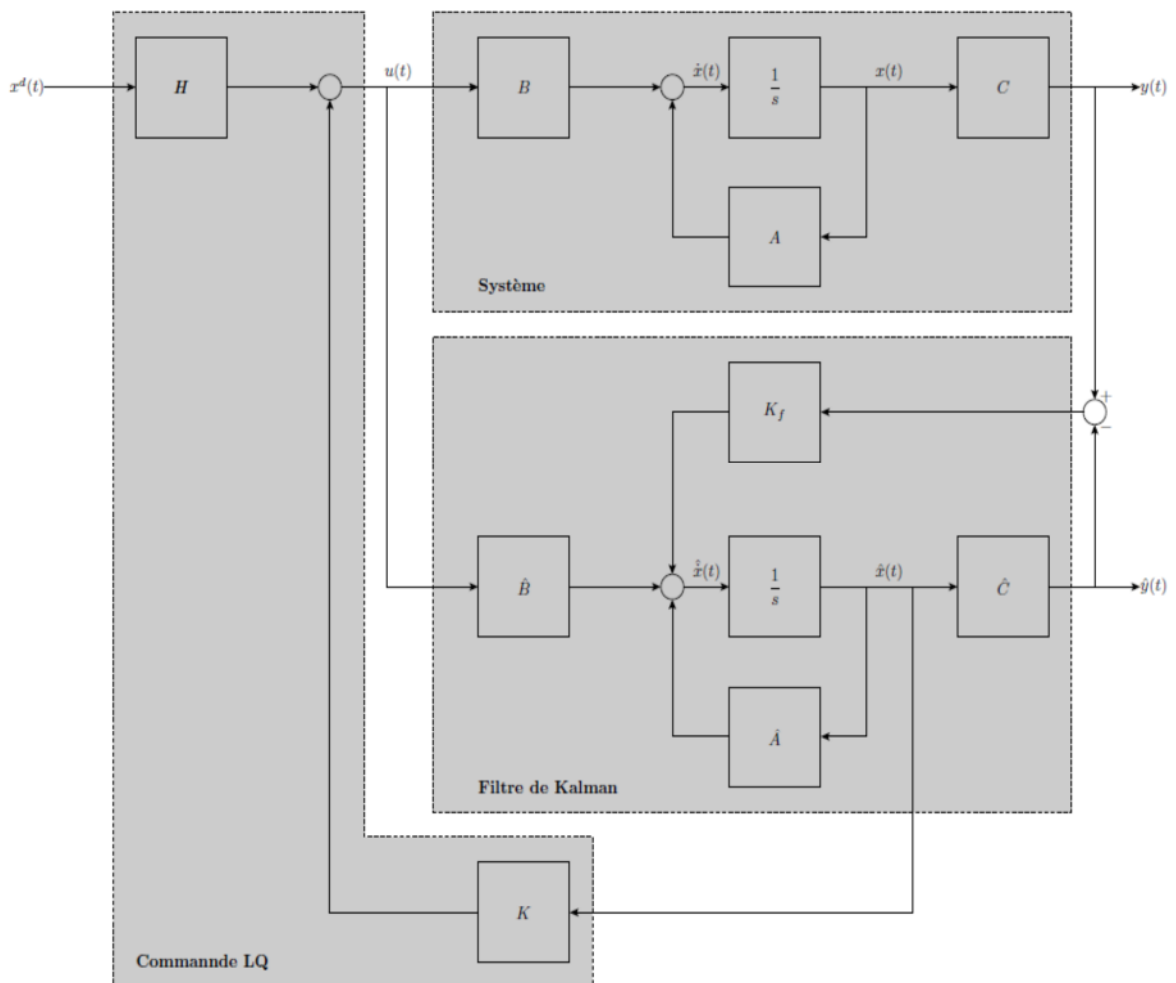 x^d(t)
H
u(t)
B
ẋ(t)
1/s
x(t)
C
y(t)
A
Système
+
K_f
−
B̂
x̂̇(t)
1/s
x̂(t)
Ĉ
ŷ(t)
Â
Filtre de Kalman
K
Commannde LQ